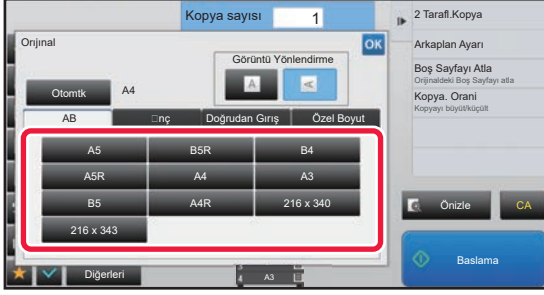 Kopya sayısı 1
2 Tarafl.Kopya
Orıjınal
OK
Arkaplan Ayarı
Görüntü Yönlendirme
Boş Sayfayı Atla
Orijinaldeki Boş Sayfayı atla
Otomtk
A4
A
A
Kopya. Orani
Kopyayı büyüt/küçült
AB
nç
Doğrudan Giriş
Özel Boyut
A5
B5R
B4
A5R
A4
A3
B5
A4R
216 x 340
Önizle
CA
216 x 343
Baslama
Diğerleri
4 A3